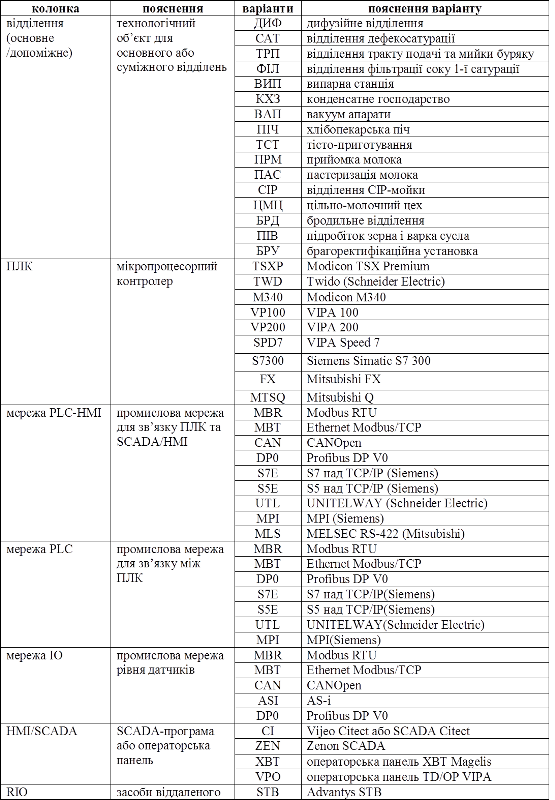 колонка пояснення варіанти пояснення варіанту
відділення технологічний ДИФ дифузійне відділення
(основне об’єкт для САТ відділення дефекосатурації
/допоміжне) основного або ТРП відділення тракту подачі та мийки буряку
суміжного відділень ФІЛ відділення фільтрації соку 1-ї сатурації
ВИП випарна станція
КХЗ конденсатне господарство
ВАП вакуум апарати
ПІЧ хлібопекарська піч
ТСТ тісто-приготування
ПРМ прийомка молока
ПАС пастеризація молока
CIP відділення CIP-мойки
ЦМЦ цільно-молочний цех
БРД бродильне відділення
ПІВ підробіток зерна і варка сусла
БРУ брагоректифікаційна установка
ПЛК мікропроцесорний TSXP Modicon TSX Premium
контролер TWD Twido (Schneider Electric)
M340 Modicon M340
VP100 VIPA 100
VP200 VIPA 200
SPD7 VIPA Speed 7
S7300 Siemens Simatic S7 300
FX Mitsubishi FX
MTSQ Mitsubishi Q
мережа PLC-HMI промислова мережа MBR Modbus RTU
для зв’язку ПЛК та MBT Ethernet Modbus/TCP
SCADA/HMI CAN CANOpen
DP0 Profibus DP V0
S7E S7 над TCP/IP (Siemens)
S5E S5 над TCP/IP (Siemens)
UTL UNITELWAY (Schneider Electric)
MPI MPI (Siemens)
MLS MELSEC RS-422 (Mitsubishi)
мережа PLC промислова мережа MBR Modbus RTU
для зв’язку між MBT Ethernet Modbus/TCP
ПЛК DP0 Profibus DP V0
S7E S7 над TCP/IP(Siemens)
S5E S5 над TCP/IP(Siemens)
UTL UNITELWAY(Schneider Electric)
MPI MPI(Siemens)
мережа IO промислова мережа MBR Modbus RTU
рівня датчиків MBT Ethernet Modbus/TCP
CAN CANOpen
ASI AS-i
DP0 Profibus DP V0
HMI/SCADA SCADA-програма CI Vijeo Citect або SCADA Citect
або операторська ZEN Zenon SCADA
панель XBT операторська панель XBT Magelis
VPO операторська панель TD/OP VIPA
RIO засоби віддаленого STB Advantys STB